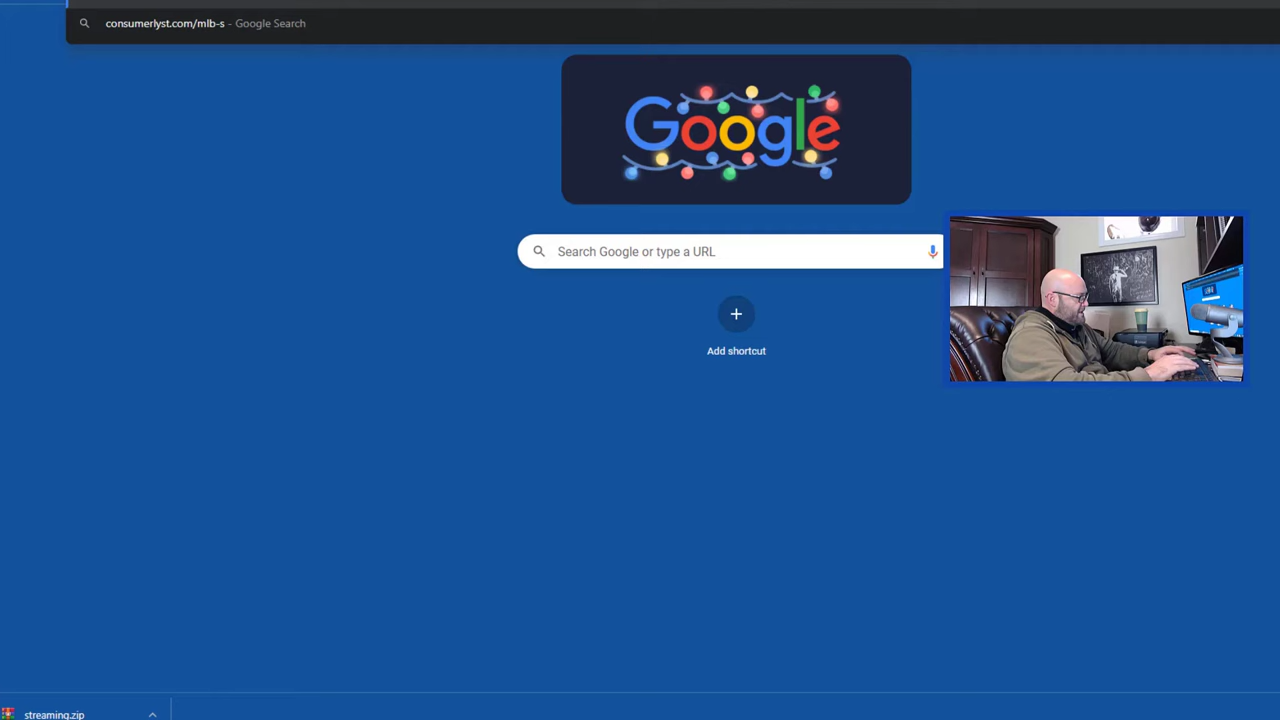 consumerlyst.com/mlb-s - Google Search
Google
Search Google or type a URL
Add shortcut
streaming.zip